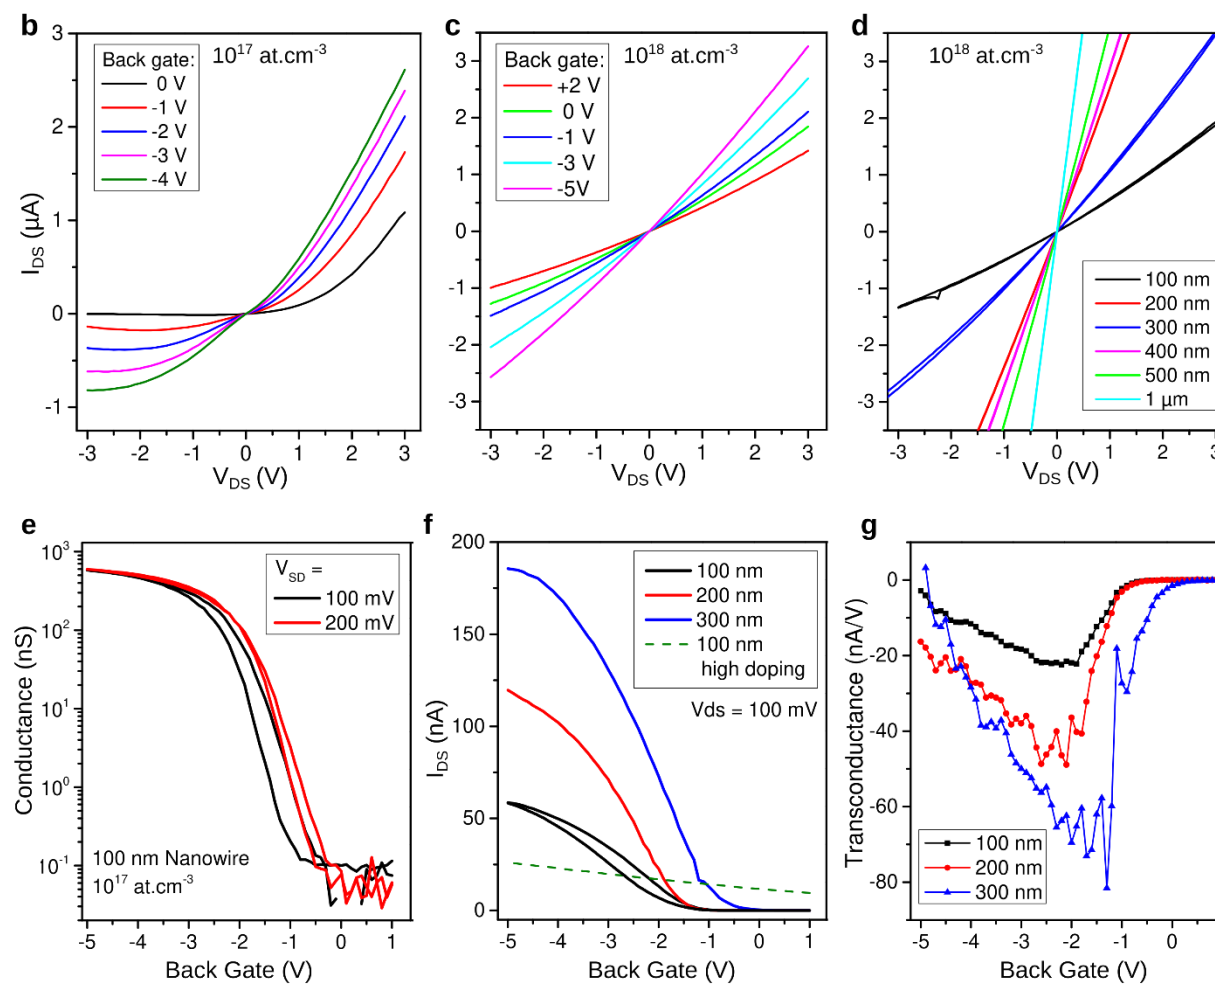 b
3
2
1
0
-1
-3
-2
-1
0
1
2
3
I_DS (µA)
V_DS (V)
Back gate:
0 V
-1 V
-2 V
-3 V
-4 V
10^17 at.cm^-3
c
3
2
1
0
-1
-2
-3
-3
-2
-1
0
1
2
3
V_DS (V)
Back gate:
+2 V
0 V
-1 V
-3 V
-5V
10^18 at.cm^-3
d
3
2
1
0
-1
-2
-3
-3
-2
-1
0
1
2
3
V_DS (V)
10^18 at.cm^-3
100 nm
200 nm
300 nm
400 nm
500 nm
1 µm
e
10^3
10^2
10^1
10^0
10^-1
-5
-4
-3
-2
-1
0
1
Conductance (nS)
Back Gate (V)
V_SD =
100 mV
200 mV
100 nm Nanowire
10^17 at.cm^-3
f
200
150
100
50
0
-5
-4
-3
-2
-1
0
1
I_DS (nA)
Back Gate (V)
100 nm
200 nm
300 nm
100 nm
high doping
Vds = 100 mV
g
0
-20
-40
-60
-80
-5
-4
-3
-2
-1
0
Transconductance (nA/V)
Back Gate (V)
100 nm
200 nm
300 nm